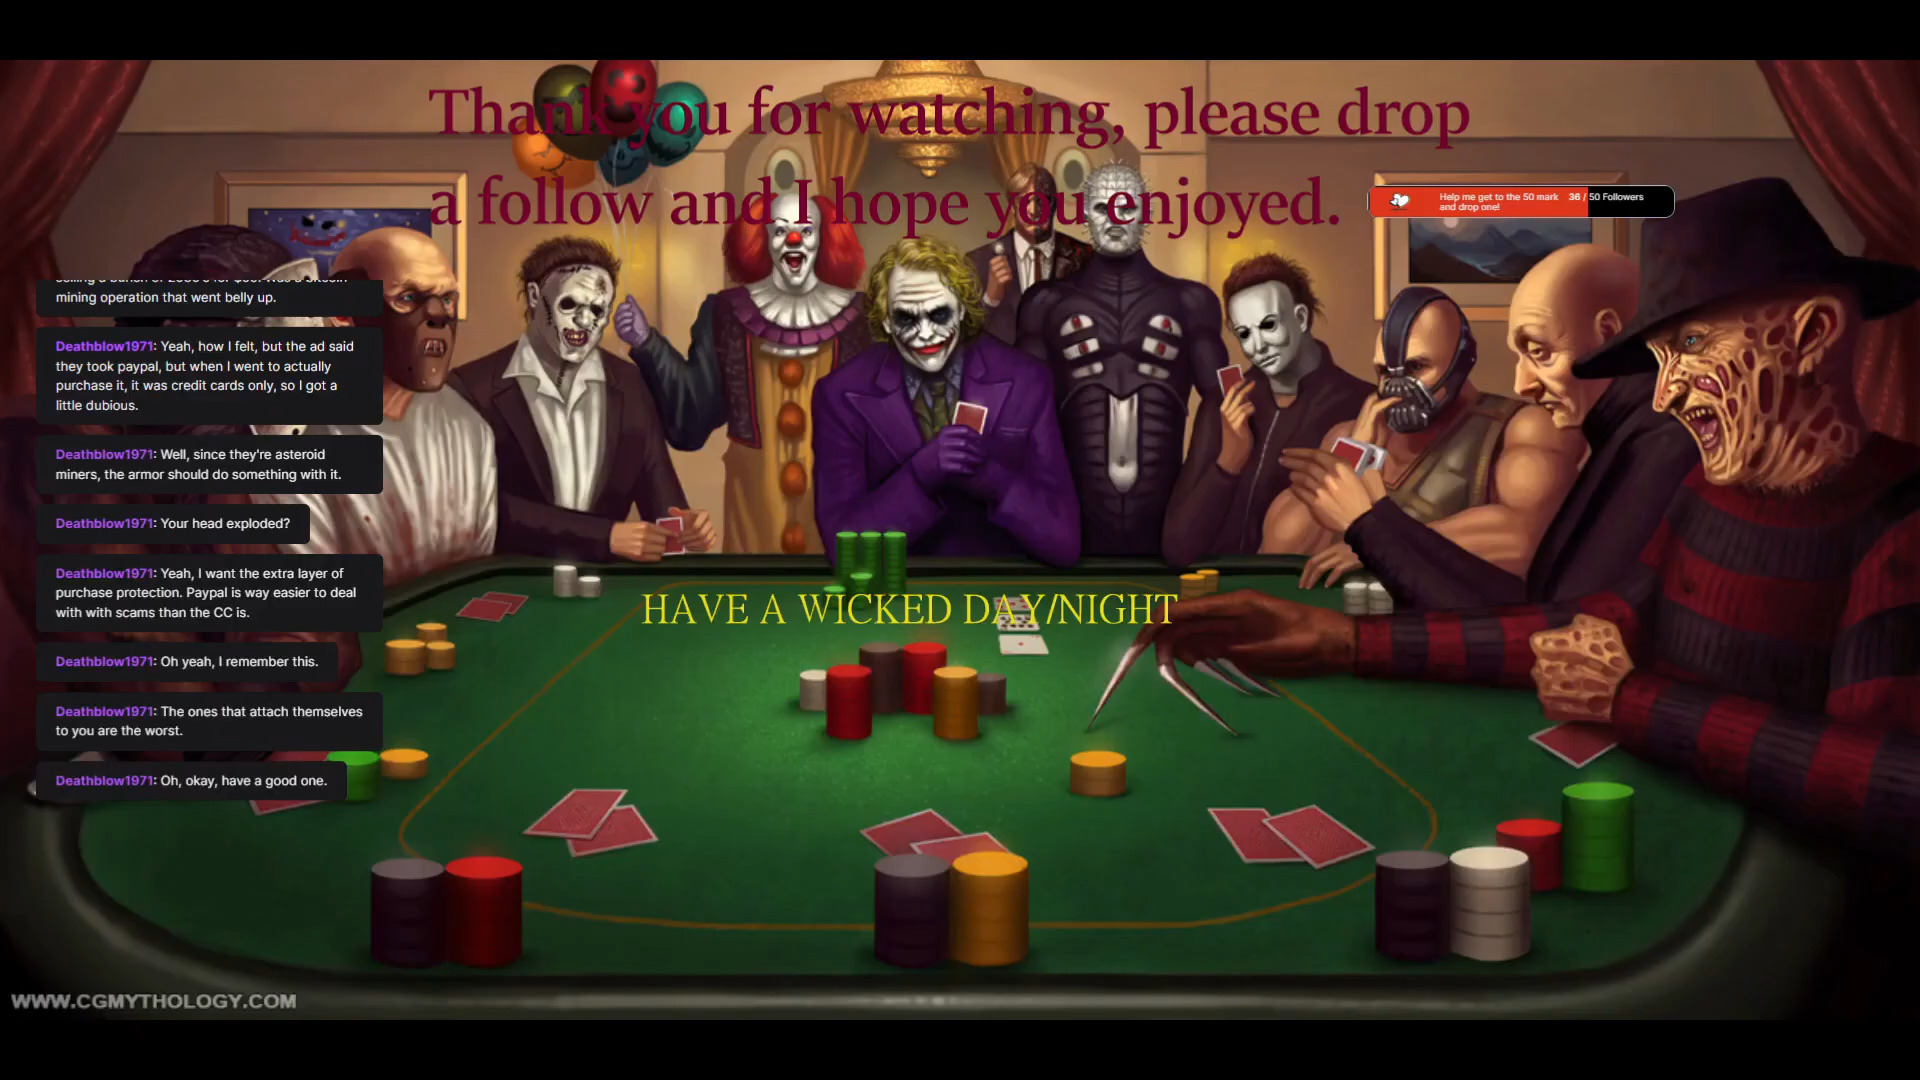 Thank you for watching, please drop
a follow and I hope you enjoyed.
Help me get to the 50 mark
and drop one!
36 / 50 Followers
mining operation that went belly up.
Deathblow1971: Yeah, how I felt, but the ad said
they took paypal, but when I went to actually
purchase it, it was credit cards only, so I got a
little dubious.
Deathblow1971: Well, since they're asteroid
miners, the armor should do something with it.
Deathblow1971: Your head exploded?
Deathblow1971: Yeah, I want the extra layer of
purchase protection. Paypal is way easier to deal
with with scams than the CC is.
Deathblow1971: Oh yeah, I remember this.
Deathblow1971: The ones that attach themselves
to you are the worst.
Deathblow1971: Oh, okay, have a good one.
HAVE A WICKED DAY/NIGHT
WWW.CGMYTHOLOGY.COM